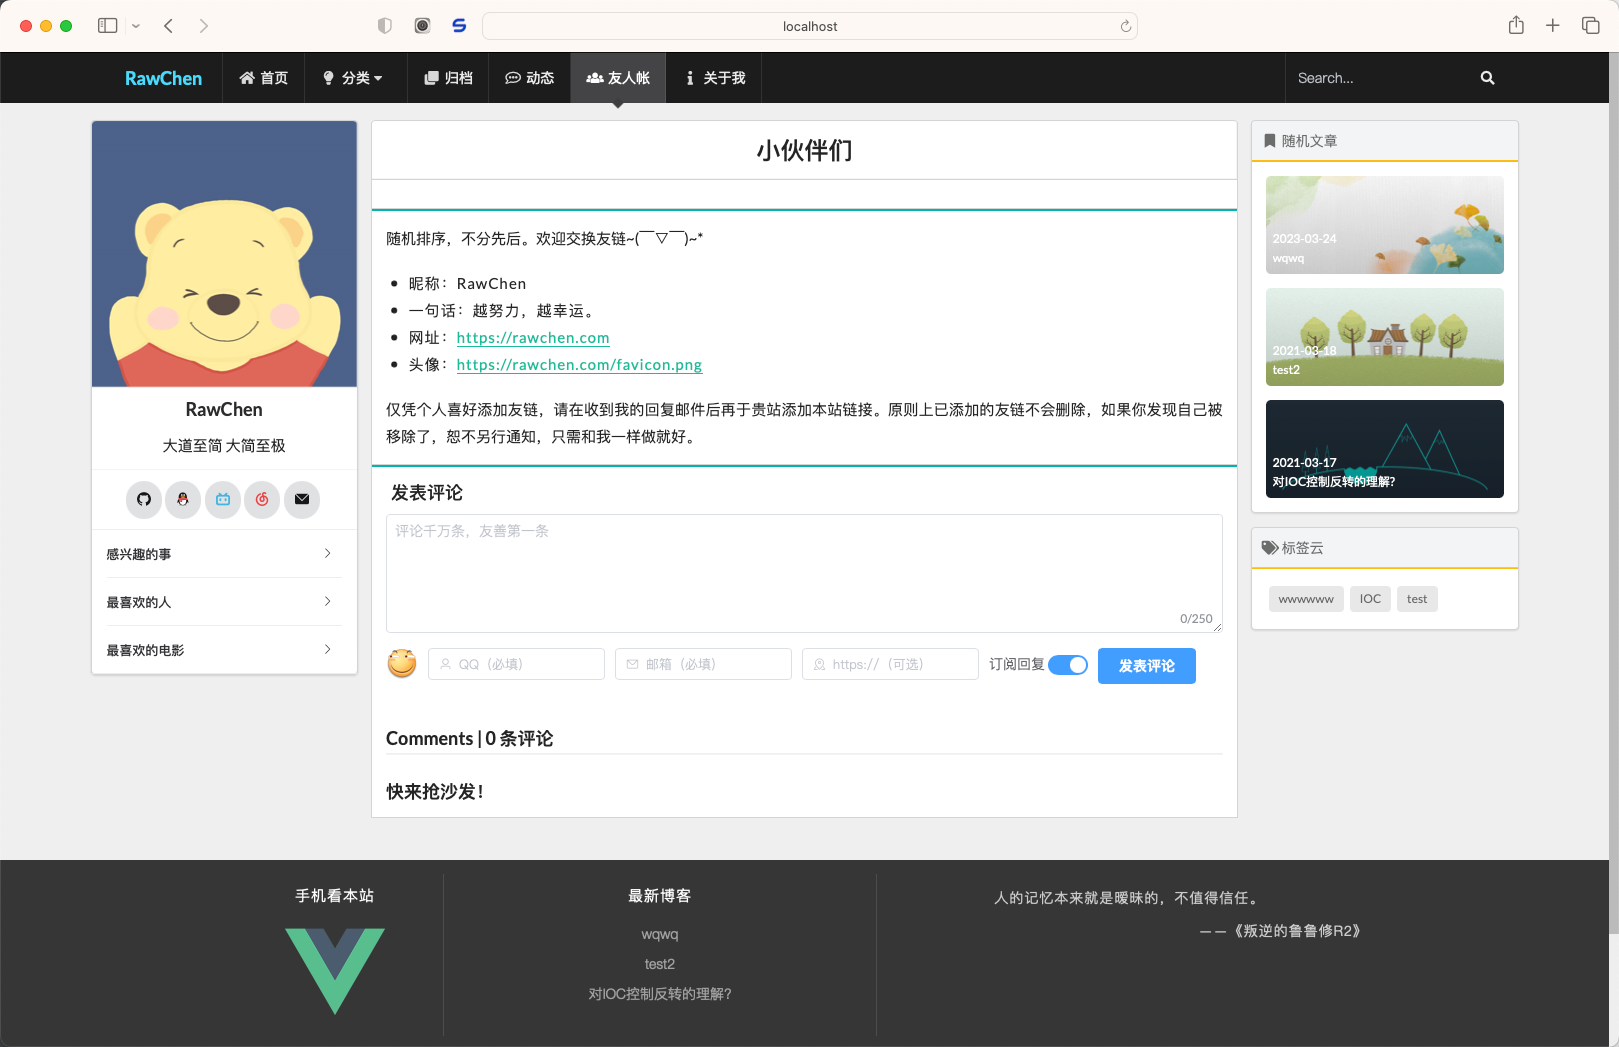 localhost
RawChen
首页
分类
归档
动态
友人帐
关于我
Search...
RawChen
大道至简 大简至极
感兴趣的事
最喜欢的人
最喜欢的电影
小伙伴们
随机排序，不分先后。欢迎交换友链~(￣▽￣)~*
昵称：RawChen
一句话：越努力，越幸运。
网址：https://rawchen.com
头像：https://rawchen.com/favicon.png
仅凭个人喜好添加友链，请在收到我的回复邮件后再于贵站添加本站链接。原则上已添加的友链不会删除，如果你发现自己被
移除了，恕不另行通知，只需和我一样做就好。
发表评论
评论千万条，友善第一条
0/250
QQ（必填）
邮箱（必填）
https://（可选）
订阅回复
发表评论
Comments | 0 条评论
快来抢沙发！
随机文章
2023-03-24
wqwq
2021-03-18
test2
2021-03-17
对IOC控制反转的理解?
标签云
wwwwww
IOC
test
手机看本站
最新博客
wqwq
test2
对IOC控制反转的理解?
人的记忆本来就是暧昧的，不值得信任。
——《叛逆的鲁鲁修R2》